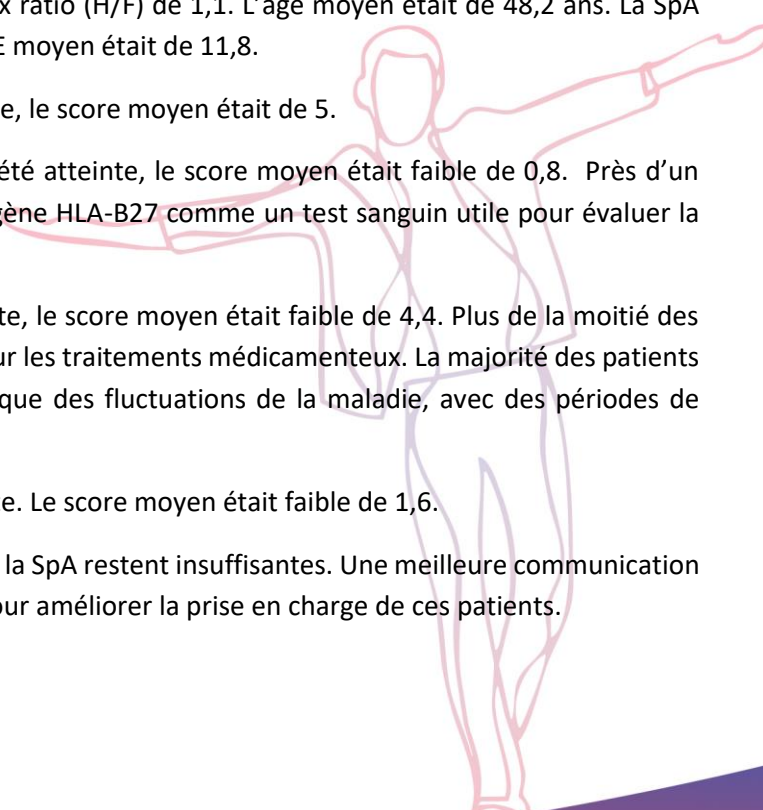 ratio (H/F) de 1,1. L'âge moyen était de 48,2 ans. La SpA
moyen était de 11,8.
le score moyen était de 5.
été atteinte, le score moyen était faible de 0,8. Près d'un
gène HLA-B27 comme un test sanguin utile pour évaluer la
le score moyen était faible de 4,4. Plus de la moitié des
ur les traitements médicamenteux. La majorité des patients
que des fluctuations de la maladie, avec des périodes de
Le score moyen était faible de 1,6.
la SpA restent insuffisantes. Une meilleure communication
our améliorer la prise en charge de ces patients.